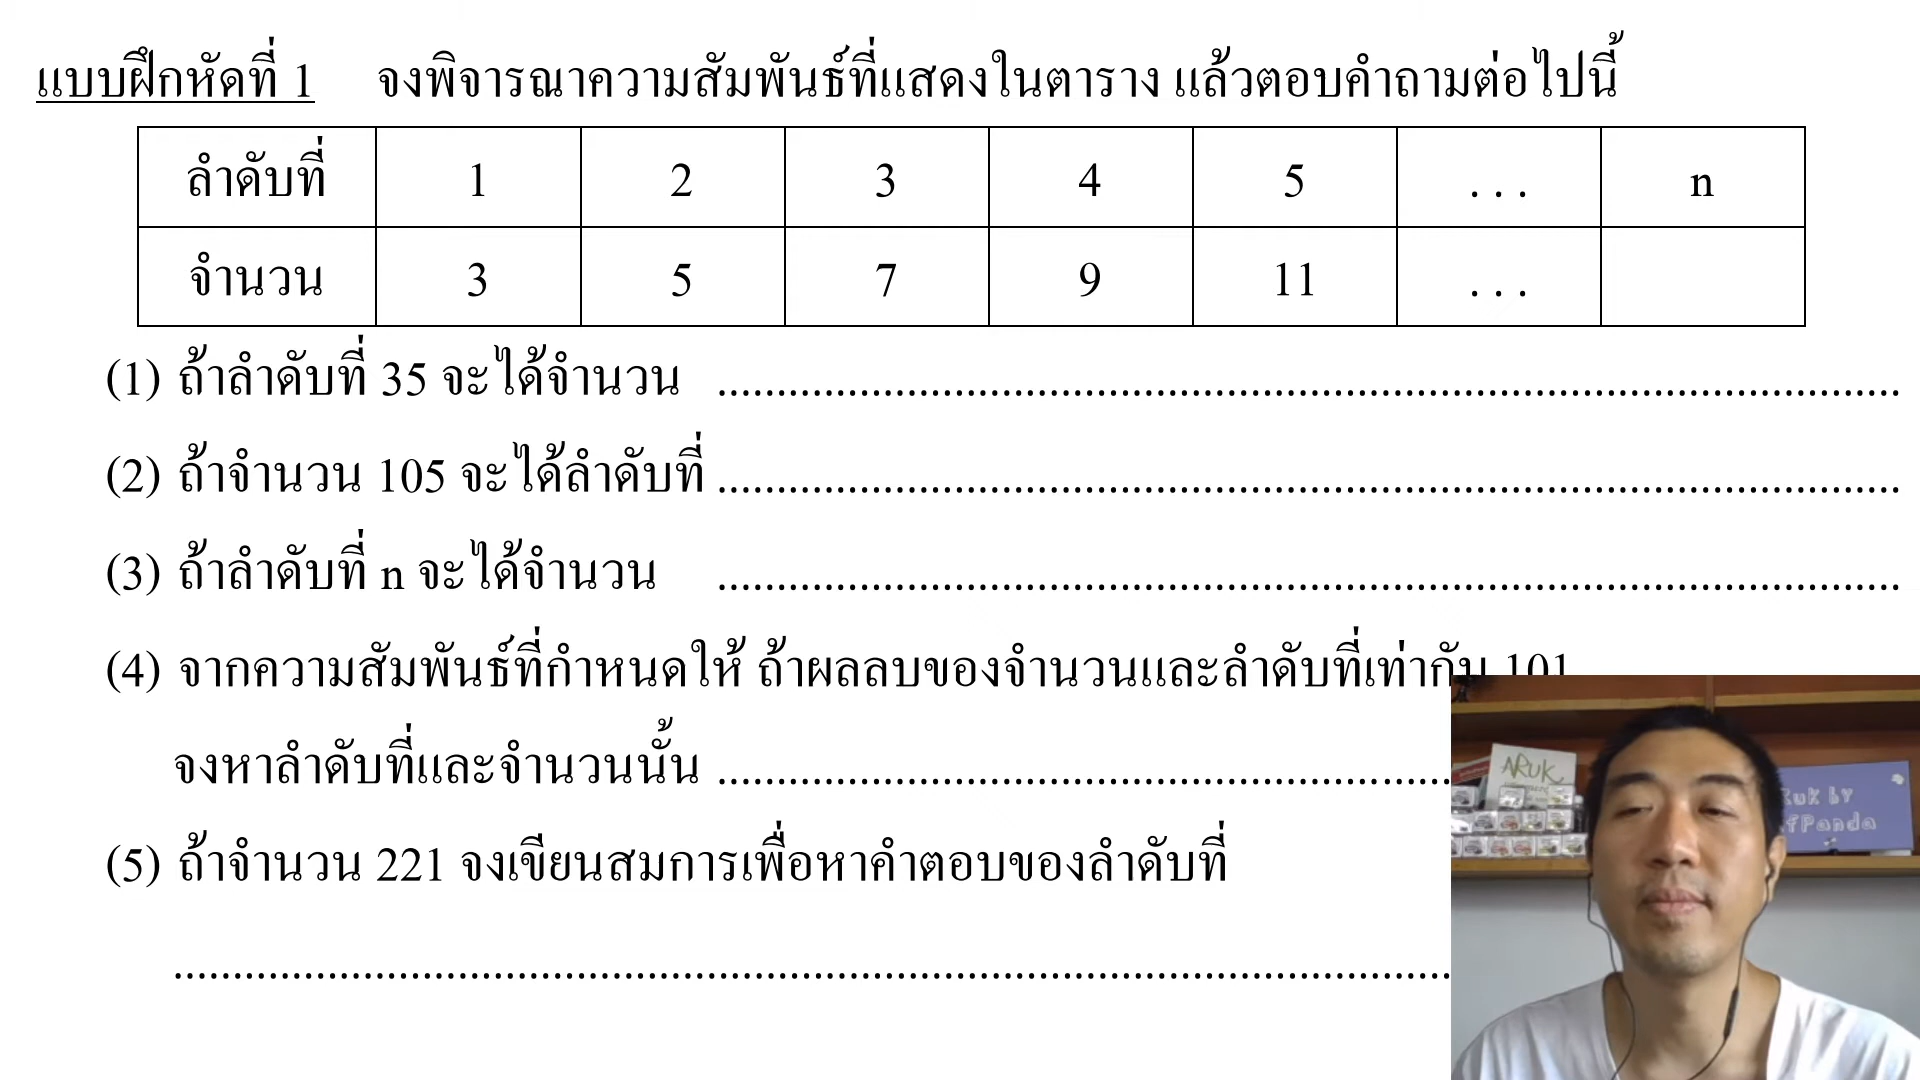 แบบฝึกหัดที่ 1 จงพิจารณาความสัมพันธ์ที่แสดงในตาราง แล้วตอบคำถามต่อไปนี้
ลำดับที่ 1 2 3 4 5 . . . n
จำนวน 3 5 7 9 11 . . .
(1) ถ้าลำดับที่ 35 จะได้จำนวน ....................................................................................................
(2) ถ้าจำนวน 105 จะได้ลำดับที่ ....................................................................................................
(3) ถ้าลำดับที่ n จะได้จำนวน ....................................................................................................
(4) จากความสัมพันธ์ที่กำหนดให้ ถ้าผลลบของจำนวนและลำดับที่เท่ากับ 101
จงหาลำดับที่และจำนวนนั้น ..............................................................
(5) ถ้าจำนวน 221 จงเขียนสมการเพื่อหาคำตอบของลำดับที่
............................................................................................................
ARUK